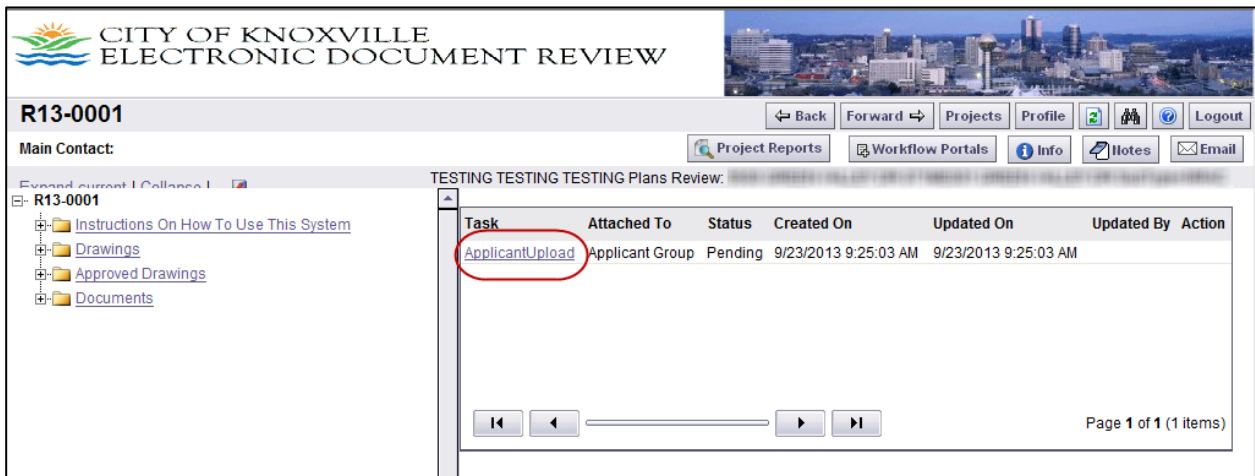 CITY OF KNOXVILLE
ELECTRONIC DOCUMENT REVIEW
R13-0001
Back Forward Projects Profile Logout
Main Contact:
Project Reports Workflow Portals Info Notes Email
Expand current | Collapse |
TESTING TESTING TESTING Plans Review:
R13-0001
Instructions On How To Use This System
Drawings
Approved Drawings
Documents
Task Attached To Status Created On Updated On Updated By Action
ApplicantUpload Applicant Group Pending 9/23/2013 9:25:03 AM 9/23/2013 9:25:03 AM
Page 1 of 1 (1 items)